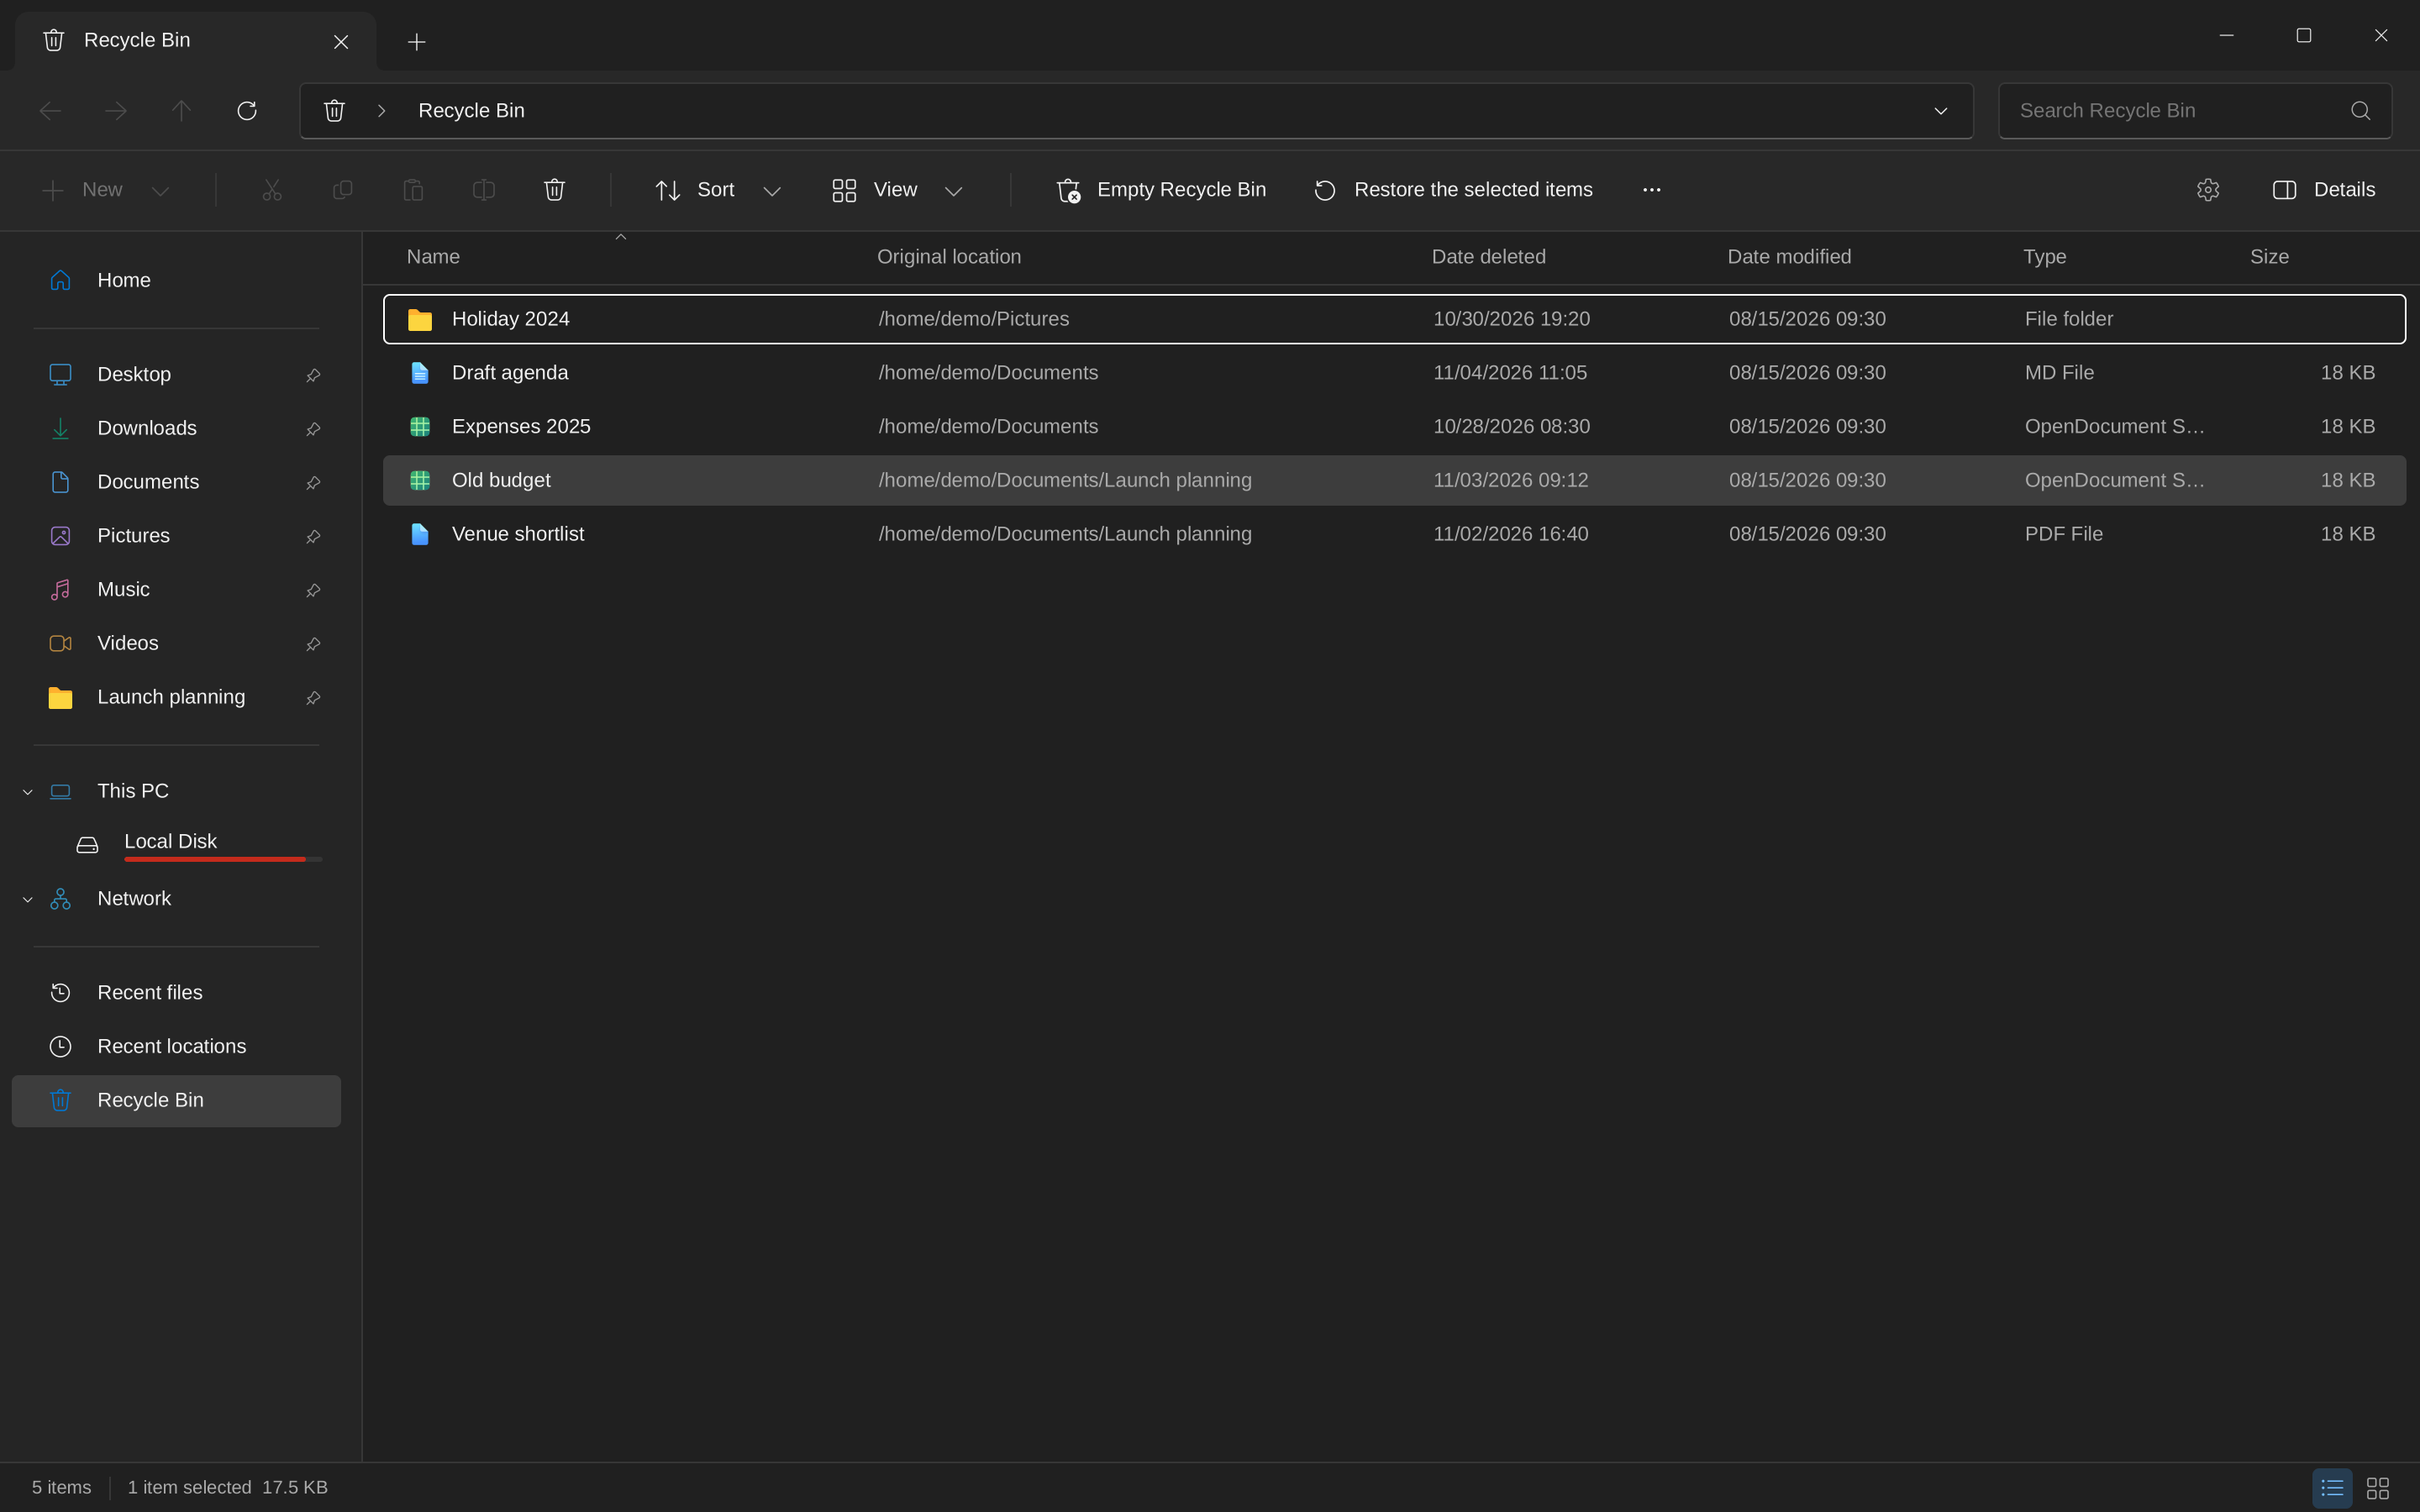 Recycle Bin
Recycle Bin
Search Recycle Bin
New
Sort
View
Empty Recycle Bin
Restore the selected items
Details
Name Original location Date deleted Date modified Type Size
Holiday 2024 /home/demo/Pictures 10/30/2026 19:20 08/15/2026 09:30 File folder
Draft agenda /home/demo/Documents 11/04/2026 11:05 08/15/2026 09:30 MD File 18 KB
Expenses 2025 /home/demo/Documents 10/28/2026 08:30 08/15/2026 09:30 OpenDocument S… 18 KB
Old budget /home/demo/Documents/Launch planning 11/03/2026 09:12 08/15/2026 09:30 OpenDocument S… 18 KB
Venue shortlist /home/demo/Documents/Launch planning 11/02/2026 16:40 08/15/2026 09:30 PDF File 18 KB
Home
Desktop
Downloads
Documents
Pictures
Music
Videos
Launch planning
This PC
Local Disk
Network
Recent files
Recent locations
Recycle Bin
5 items
1 item selected 17.5 KB